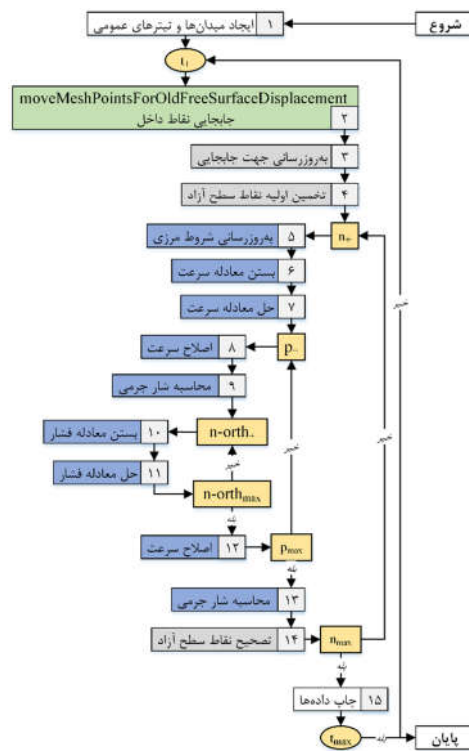 شروع
۱ ایجاد میدان‌ها و تیترهای عمومی
moveMeshPointsForOldFreeSurfaceDisplacement
جابجایی نقاط داخل
۲
۳ به‌روزرسانی جهت جابجایی
۴ تخمین اولیه نقاط سطح آزاد
۵ به‌روزرسانی شروط مرزی
۶ بستن معادله سرعت
۷ حل معادله سرعت
۸ اصلاح سرعت
۹ محاسبه شار جرمی
۱۰ بستن معادله فشار
۱۱ حل معادله فشار
خیر
n-orthmax
بله
۱۲ اصلاح سرعت
pmax
خیر
بله
۱۳ محاسبه شار جرمی
۱۴ تصحیح نقاط سطح آزاد
nmax
خیر
بله
۱۵ چاپ داده‌ها
tmax
خیر
بله
پایان